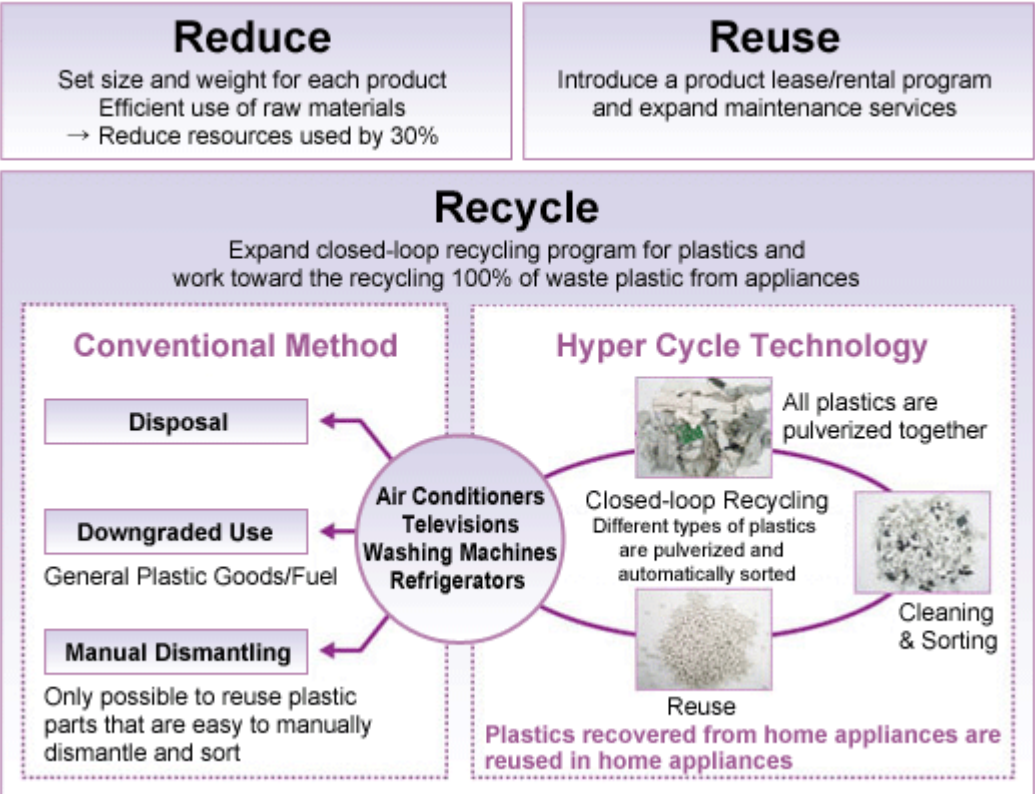 Reduce
Set size and weight for each product
Efficient use of raw materials
→ Reduce resources used by 30%
Reuse
Introduce a product lease/rental program
and expand maintenance services
Recycle
Expand closed-loop recycling program for plastics and
work toward the recycling 100% of waste plastic from appliances
Conventional Method
Disposal
Downgraded Use
General Plastic Goods/Fuel
Manual Dismantling
Only possible to reuse plastic
parts that are easy to manually
dismantle and sort
Air Conditioners
Televisions
Washing Machines
Refrigerators
Hyper Cycle Technology
All plastics are
pulverized together
Closed-loop Recycling
Different types of plastics
are pulverized and
automatically sorted
Cleaning
& Sorting
Reuse
Plastics recovered from home appliances are
reused in home appliances